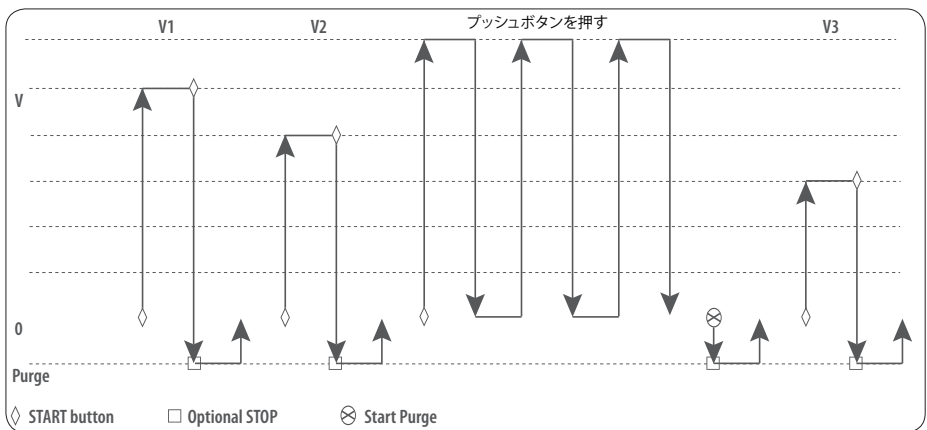 V1 V2 プッシュボタンを押す V3
V
0
Purge
START button Optional STOP Start Purge